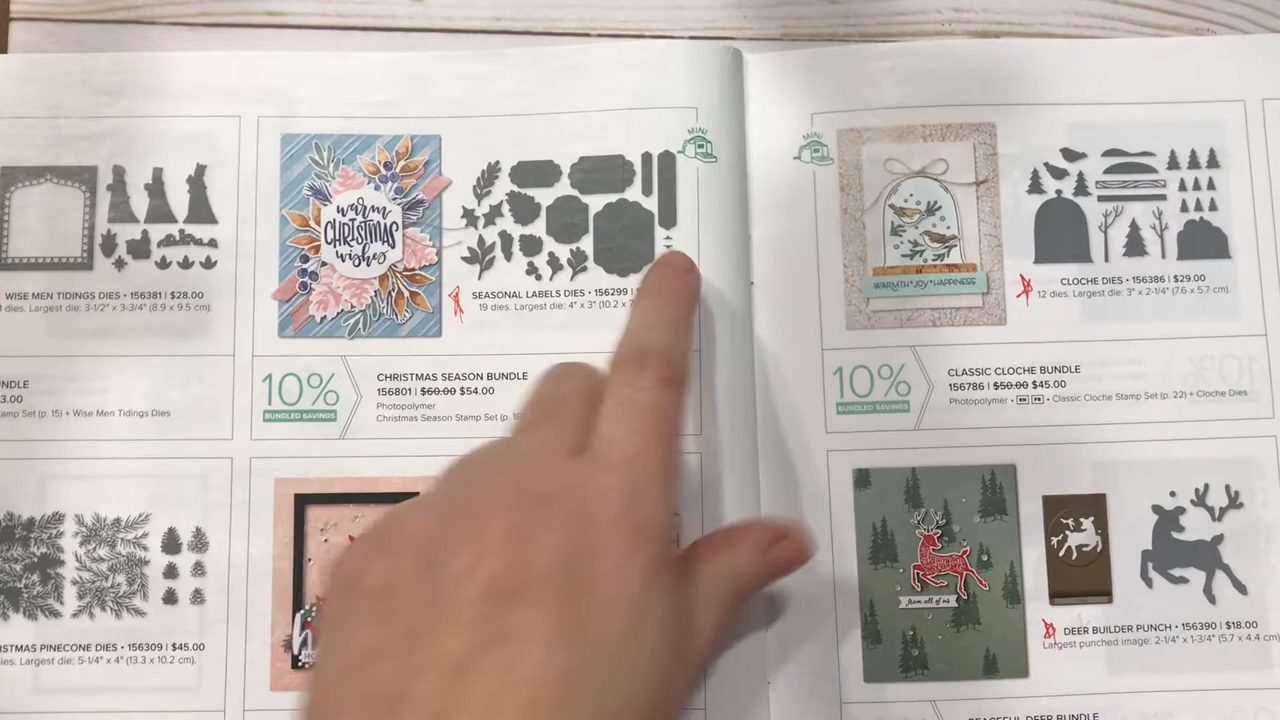 WISE MEN TIDINGS DIES • 156381 | $28.00
dies. Largest die: 3-1/2" x 3-3/4" (8.9 x 9.5 cm).
3.00
(p. 15) + Wise Men Tidings Dies
warm
CHRISTMAS
wishes
MINI
SEASONAL LABELS DIES • 156299 |
19 dies. Largest die: 4" x 3" (10.2 x
10%
BUNDLED SAVINGS
CHRISTMAS SEASON BUNDLE
156801 | $60.00 $54.00
Photopolymer
Christmas Season Stamp Set (p.
MINI
WARMTH•JOY•HAPPINESS
CLOCHE DIES • 156386 | $29.00
12 dies. Largest die: 3" x 2-1/4" (7.6 x 5.7 cm).
10%
BUNDLED SAVINGS
CLASSIC CLOCHE BUNDLE
156786 | $50.00 $45.00
Photopolymer • EN FR • Classic Cloche Stamp Set (p. 22) + Cloche Dies
PINECONE DIES • 156309 | $45.00
Largest die: 5-1/4" x 4" (13.3 x 10.2 cm).
from all of us
DEER BUILDER PUNCH • 156390 | $18.00
Largest punched image: 2-1/4" x 1-3/4" (5.7 x 4.4 cm
PEACEFUL DEER BUNDLE